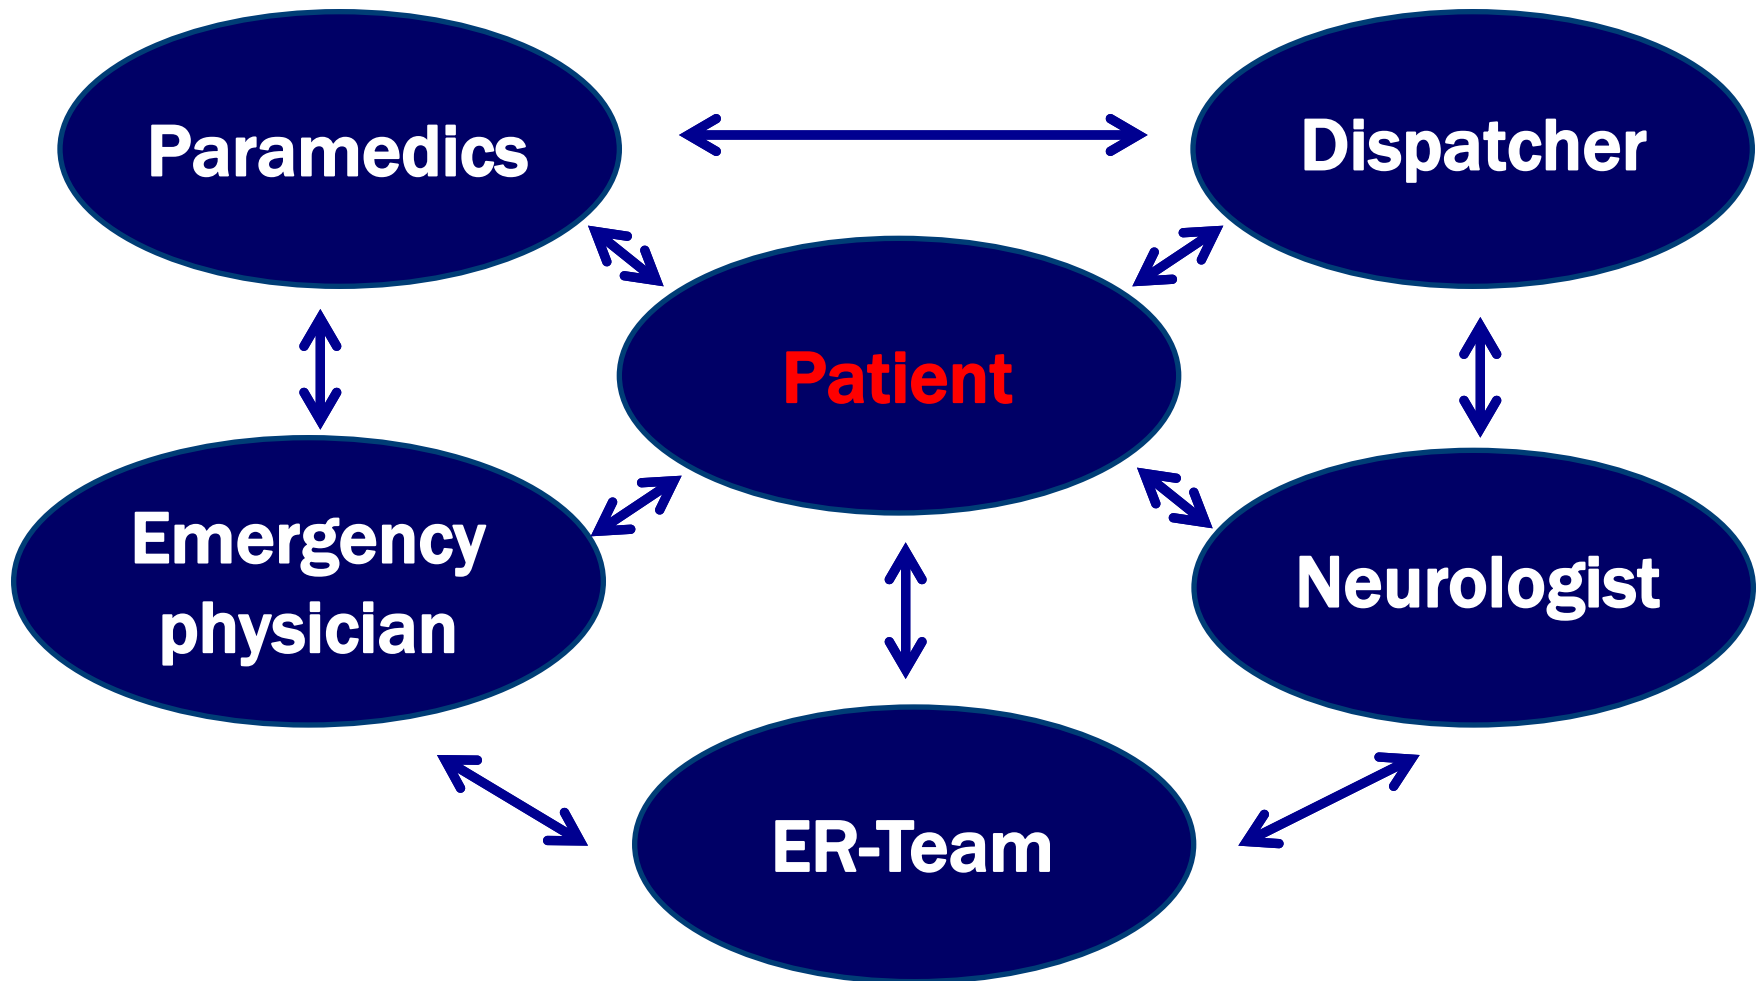 Paramedics
Dispatcher
Patient
Emergency
physician
Neurologist
ER-Team